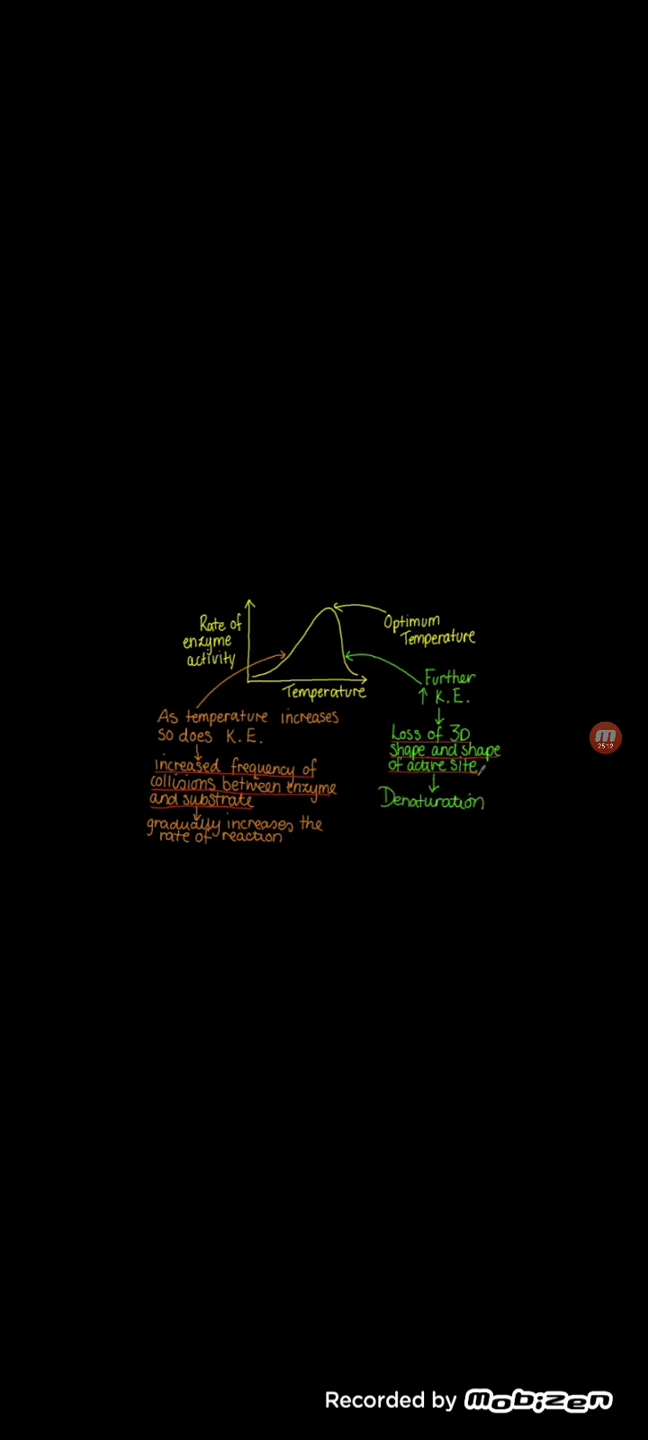 Rate of
enzyme
activity
Optimum
Temperature
Temperature
Further
↑ K.E.
Loss of 3D
shape and shape
of active site,
Denaturation
As temperature increases
so does K.E.
increased frequency of
collisions between enzyme
and substrate
gradually increases the
rate of reaction
25:12
Recorded by Mobizen